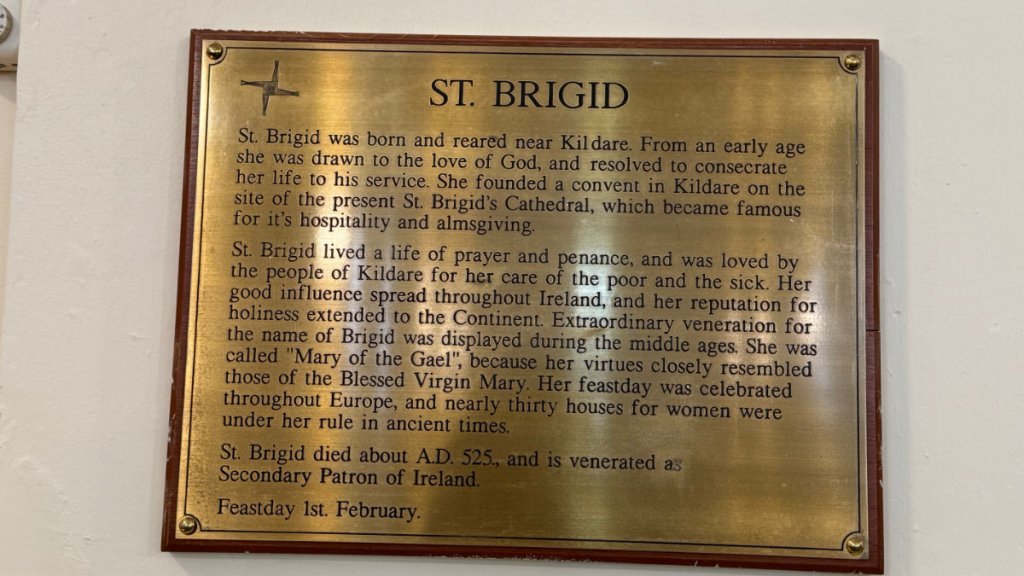 ST. BRIGID
St. Brigid was born and reared near Kildare. From an early age
she was drawn to the love of God, and resolved to consecrate
her life to his service. She founded a convent in Kildare on the
site of the present St. Brigid's Cathedral, which became famous
for it's hospitality and almsgiving.
St. Brigid lived a life of prayer and penance, and was loved by
the people of Kildare for her care of the poor and the sick. Her
good influence spread throughout Ireland, and her reputation for
holiness extended to the Continent. Extraordinary veneration for
the name of Brigid was displayed during the middle ages. She was
called "Mary of the Gael", because her virtues closely resembled
those of the Blessed Virgin Mary. Her feastday was celebrated
throughout Europe, and nearly thirty houses for women were
under her rule in ancient times.
St. Brigid died about A.D. 525., and is venerated as
Secondary Patron of Ireland.
Feastday 1st. February.